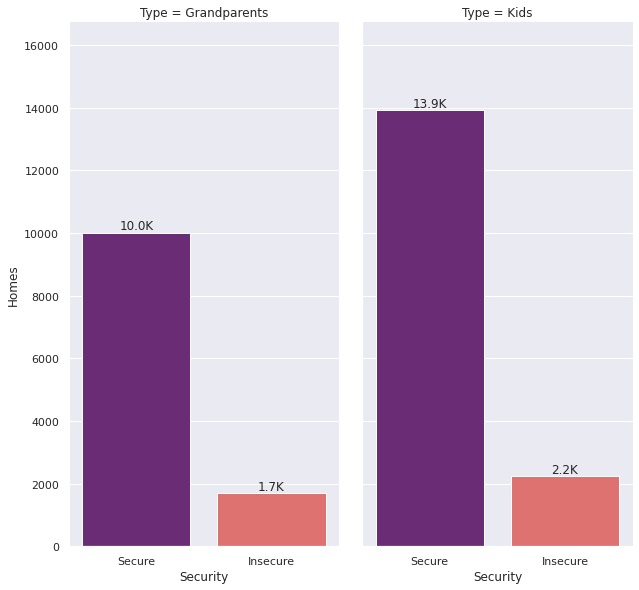 Type = Grandparents
Type = Kids
16000
14000
12000
10000
8000
6000
4000
2000
0
Homes
10.0K
1.7K
13.9K
2.2K
Secure
Insecure
Secure
Insecure
Security
Security